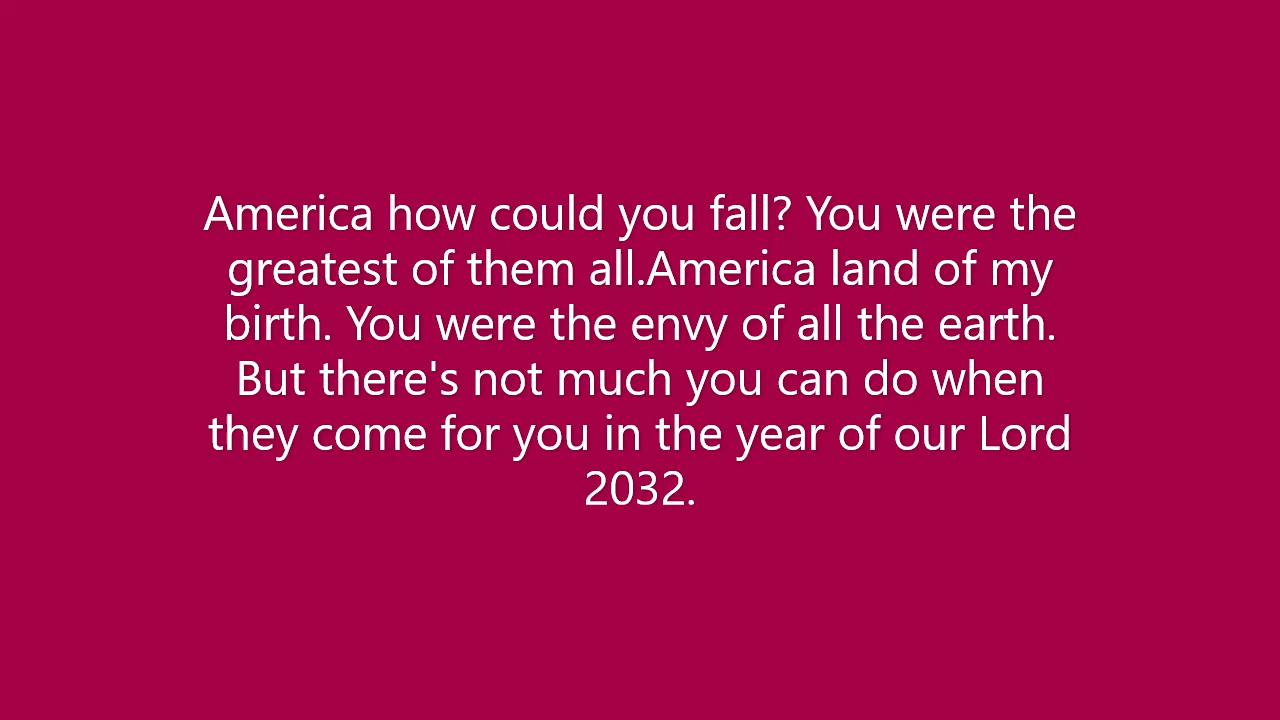 America how could you fall? You were the
greatest of them all.America land of my
birth. You were the envy of all the earth.
But there's not much you can do when
they come for you in the year of our Lord
2032.